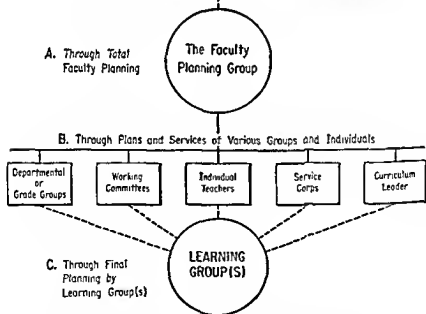 A. Through Total
Faculty Planning
The Faculty
Planning Group
B. Through Plans and Services of Various Groups and Individuals
Departmental
or
Grade Groups
Working
Committees
Individual
Teachers
Service
Corps
Curriculum
Leader
C. Through Final
Planning by
Learning Group(s)
LEARNING
GROUP(S)